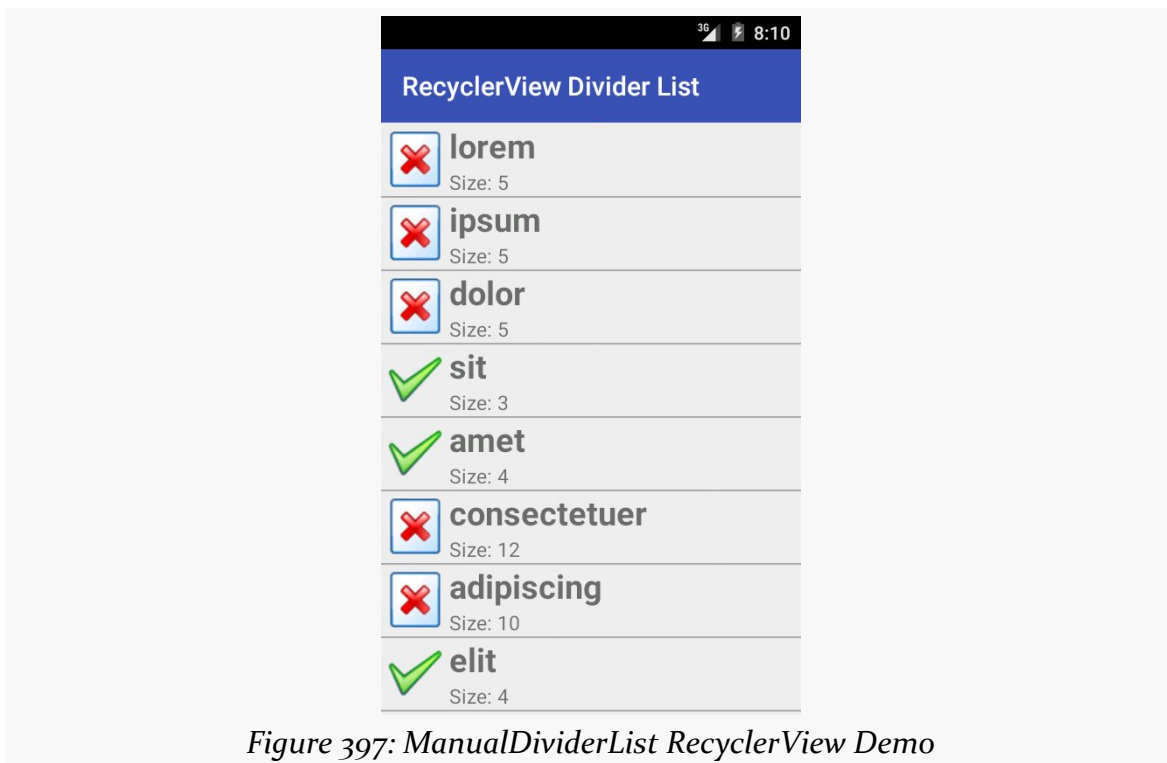 3G 8:10
RecyclerView Divider List
lorem
Size: 5
ipsum
Size: 5
dolor
Size: 5
sit
Size: 3
amet
Size: 4
consectetuer
Size: 12
adipiscing
Size: 10
elit
Size: 4
Figure 397: ManualDividerList RecyclerView Demo